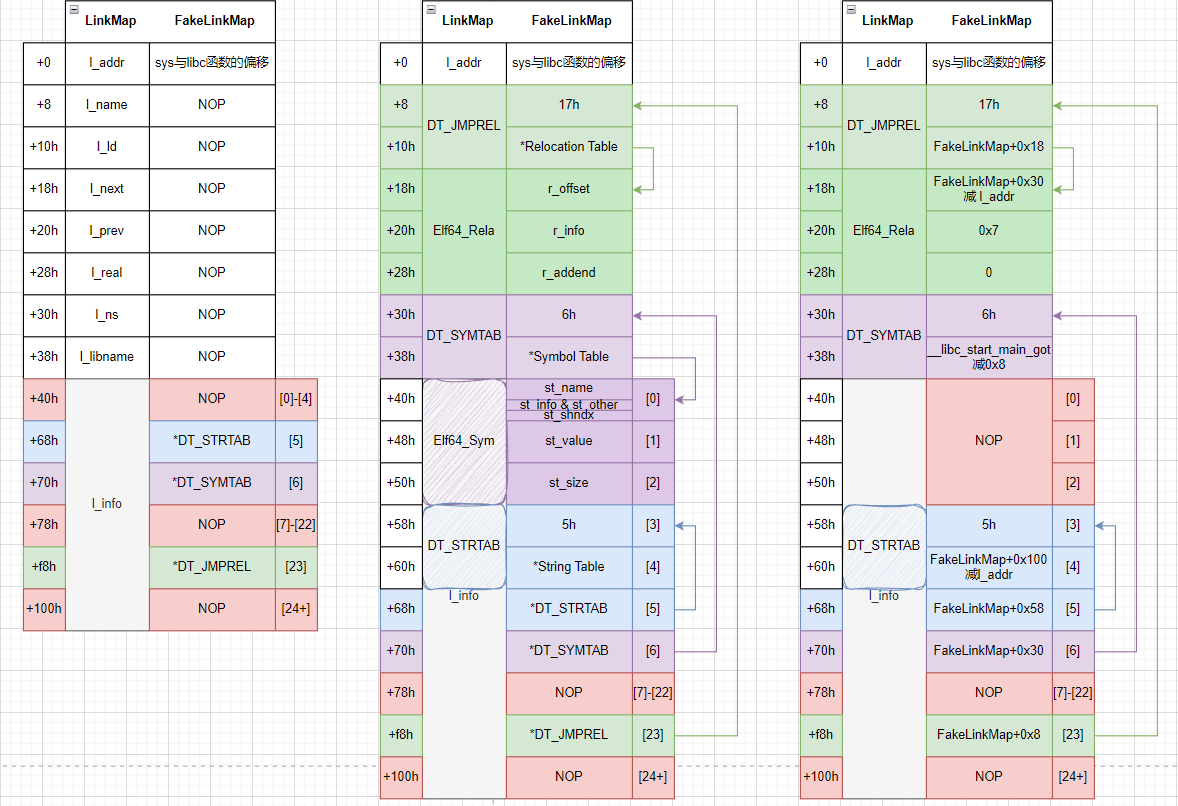 LinkMap FakeLinkMap
+0 l_addr sys与libc函数的偏移
+8 l_name NOP
+10h l_ld NOP
+18h l_next NOP
+20h l_prev NOP
+28h l_real NOP
+30h l_ns NOP
+38h l_libname NOP
+40h NOP [0]-[4]
+68h *DT_STRTAB [5]
+70h *DT_SYMTAB [6]
l_info
+78h NOP [7]-[22]
+f8h *DT_JMPREL [23]
+100h NOP [24+]
LinkMap FakeLinkMap
+0 l_addr sys与libc函数的偏移
+8 17h
DT_JMPREL
+10h *Relocation Table
+18h r_offset
+20h Elf64_Rela r_info
+28h r_addend
+30h 6h
DT_SYMTAB
+38h *Symbol Table
+40h st_name [0]
st_info & st_other
st_shndx
+48h Elf64_Sym st_value [1]
+50h st_size [2]
+58h 5h [3]
DT_STRTAB
+60h *String Table [4]
l_info
+68h *DT_STRTAB [5]
+70h *DT_SYMTAB [6]
+78h NOP [7]-[22]
+f8h *DT_JMPREL [23]
+100h NOP [24+]
LinkMap FakeLinkMap
+0 l_addr sys与libc函数的偏移
+8 17h
DT_JMPREL
+10h FakeLinkMap+0x18
+18h FakeLinkMap+0x30
减 l_addr
+20h Elf64_Rela 0x7
+28h 0
+30h 6h
DT_SYMTAB
+38h __libc_start_main_got
减0x8
+40h [0]
+48h NOP [1]
+50h [2]
+58h 5h [3]
DT_STRTAB
+60h FakeLinkMap+0x100 [4]
减l_addr
l_info
+68h FakeLinkMap+0x58 [5]
+70h FakeLinkMap+0x30 [6]
+78h NOP [7]-[22]
+f8h FakeLinkMap+0x8 [23]
+100h NOP [24+]